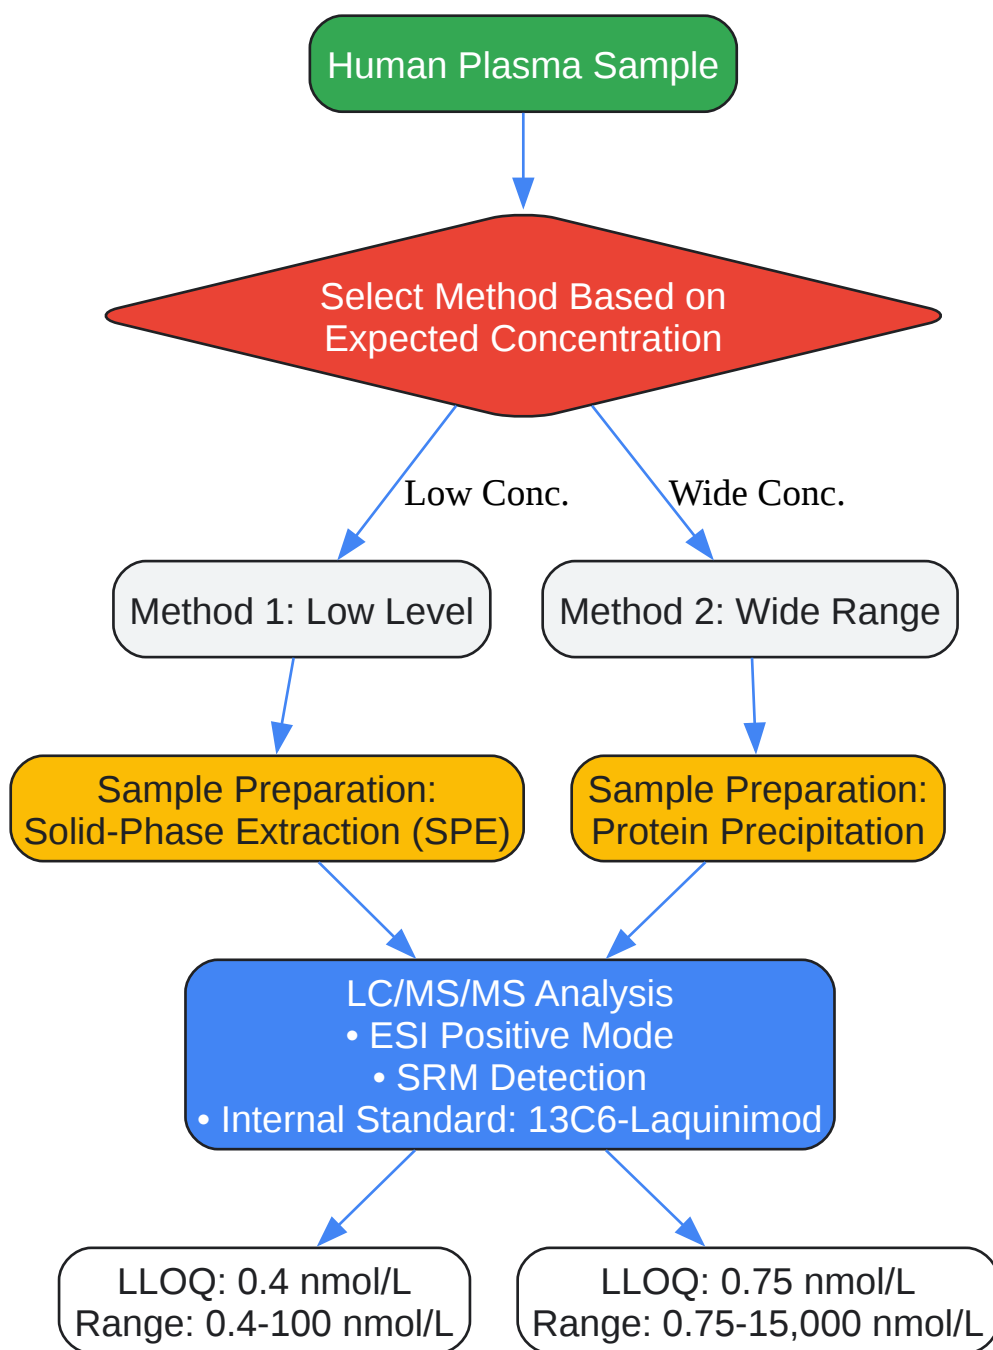 Human Plasma Sample
Select Method Based on
Expected Concentration
Low Conc.
Wide Conc.
Method 1: Low Level
Method 2: Wide Range
Sample Preparation:
Solid-Phase Extraction (SPE)
Sample Preparation:
Protein Precipitation
LC/MS/MS Analysis
• ESI Positive Mode
• SRM Detection
• Internal Standard: 13C6-Laquinimod
LLOQ: 0.4 nmol/L
Range: 0.4-100 nmol/L
LLOQ: 0.75 nmol/L
Range: 0.75-15,000 nmol/L